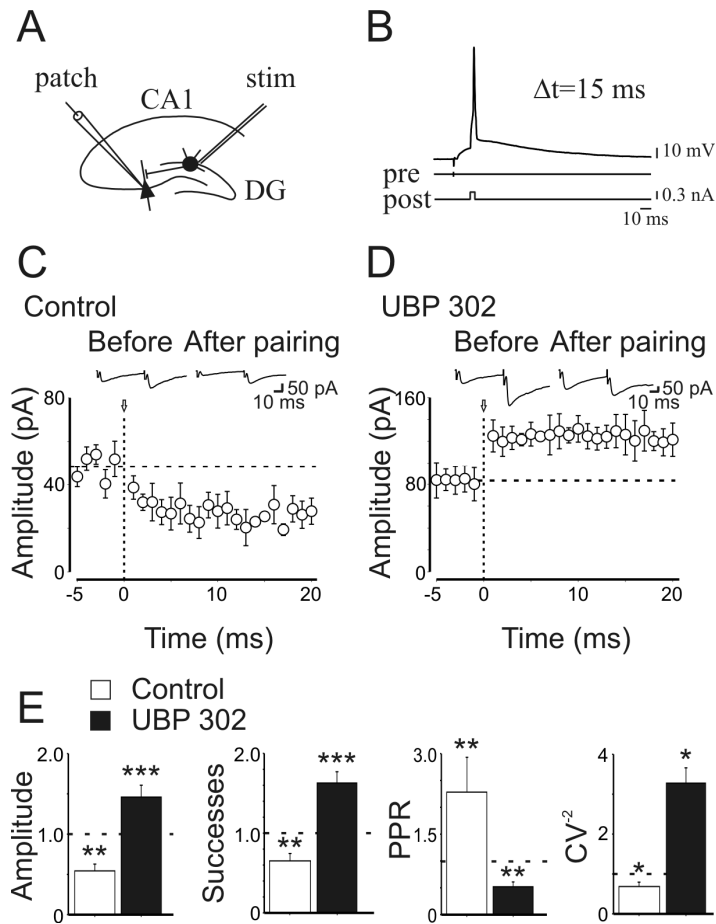 A
patch
stim
CA1
DG
B
Δt=15 ms
10 mV
pre
post
0.3 nA
10 ms
C
Control
Before After pairing
50 pA
10 ms
Amplitude (pA)
80
40
0
-5 0 10 20
Time (ms)
D
UBP 302
Before After pairing
50 pA
10 ms
Amplitude (pA)
160
80
0
-5 0 10 20
Time (ms)
E
Control
UBP 302
Amplitude
2.0
1.0
0
**
***
Successes
2.0
1.0
0
**
***
PPR
3.0
1.5
0
**
**
CV⁻²
4
2
0
*
*